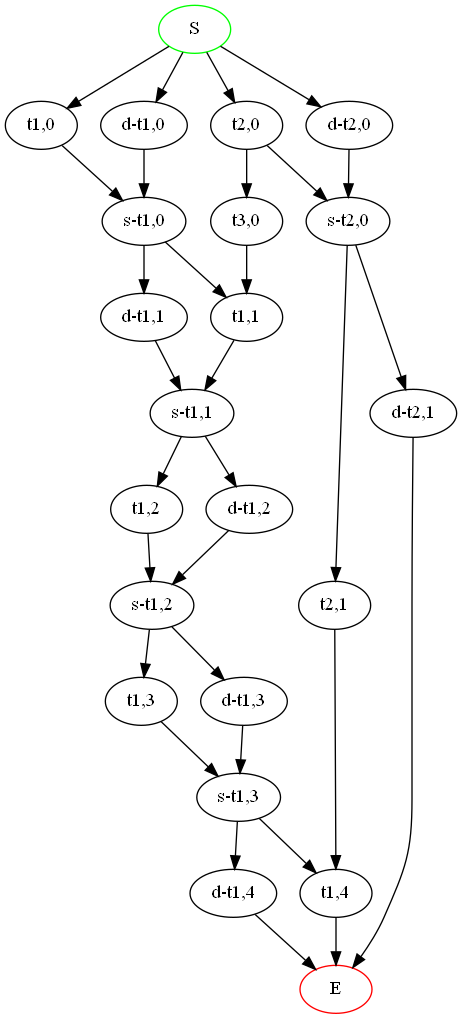 S
t1,0
d-t1,0
t2,0
d-t2,0
s-t1,0
t3,0
s-t2,0
d-t1,1
t1,1
s-t1,1
d-t2,1
t1,2
d-t1,2
s-t1,2
t2,1
t1,3
d-t1,3
s-t1,3
d-t1,4
t1,4
E